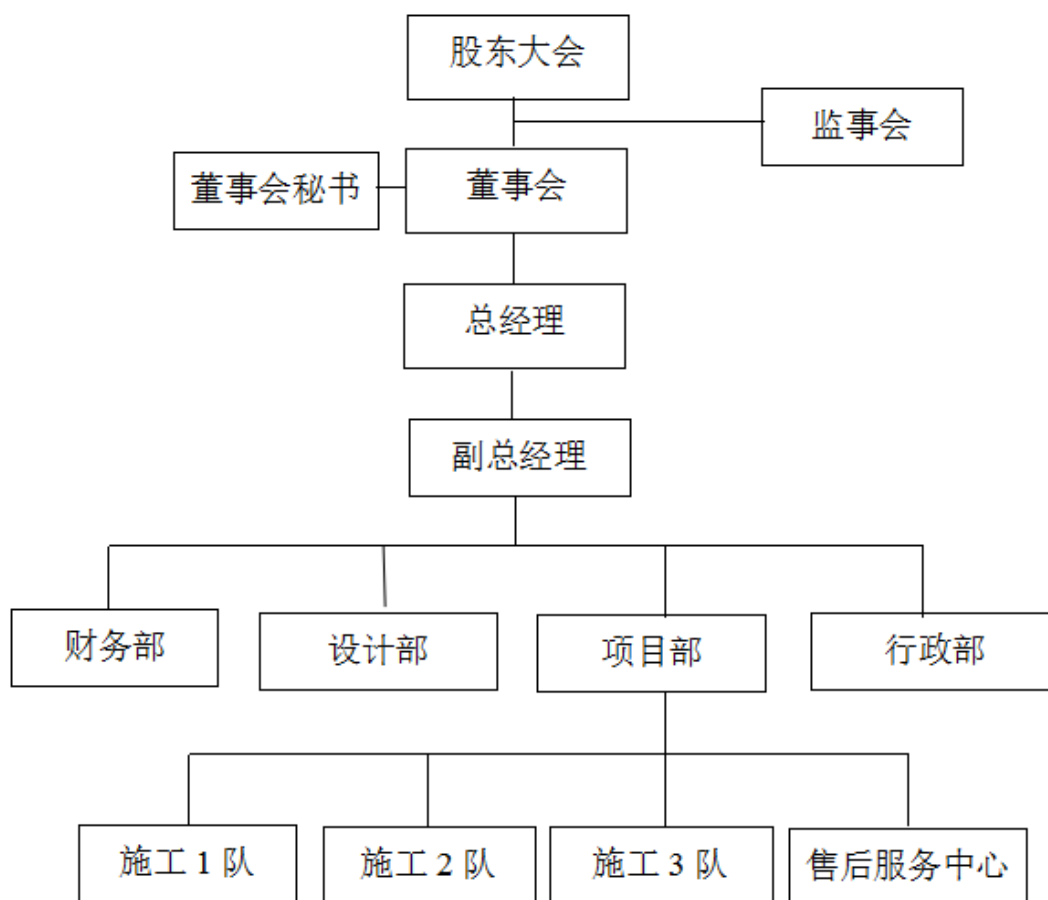 股东大会
监事会
董事会秘书
董事会
总经理
副总经理
财务部
设计部
项目部
行政部
施工 1 队
施工 2 队
施工 3 队
售后服务中心